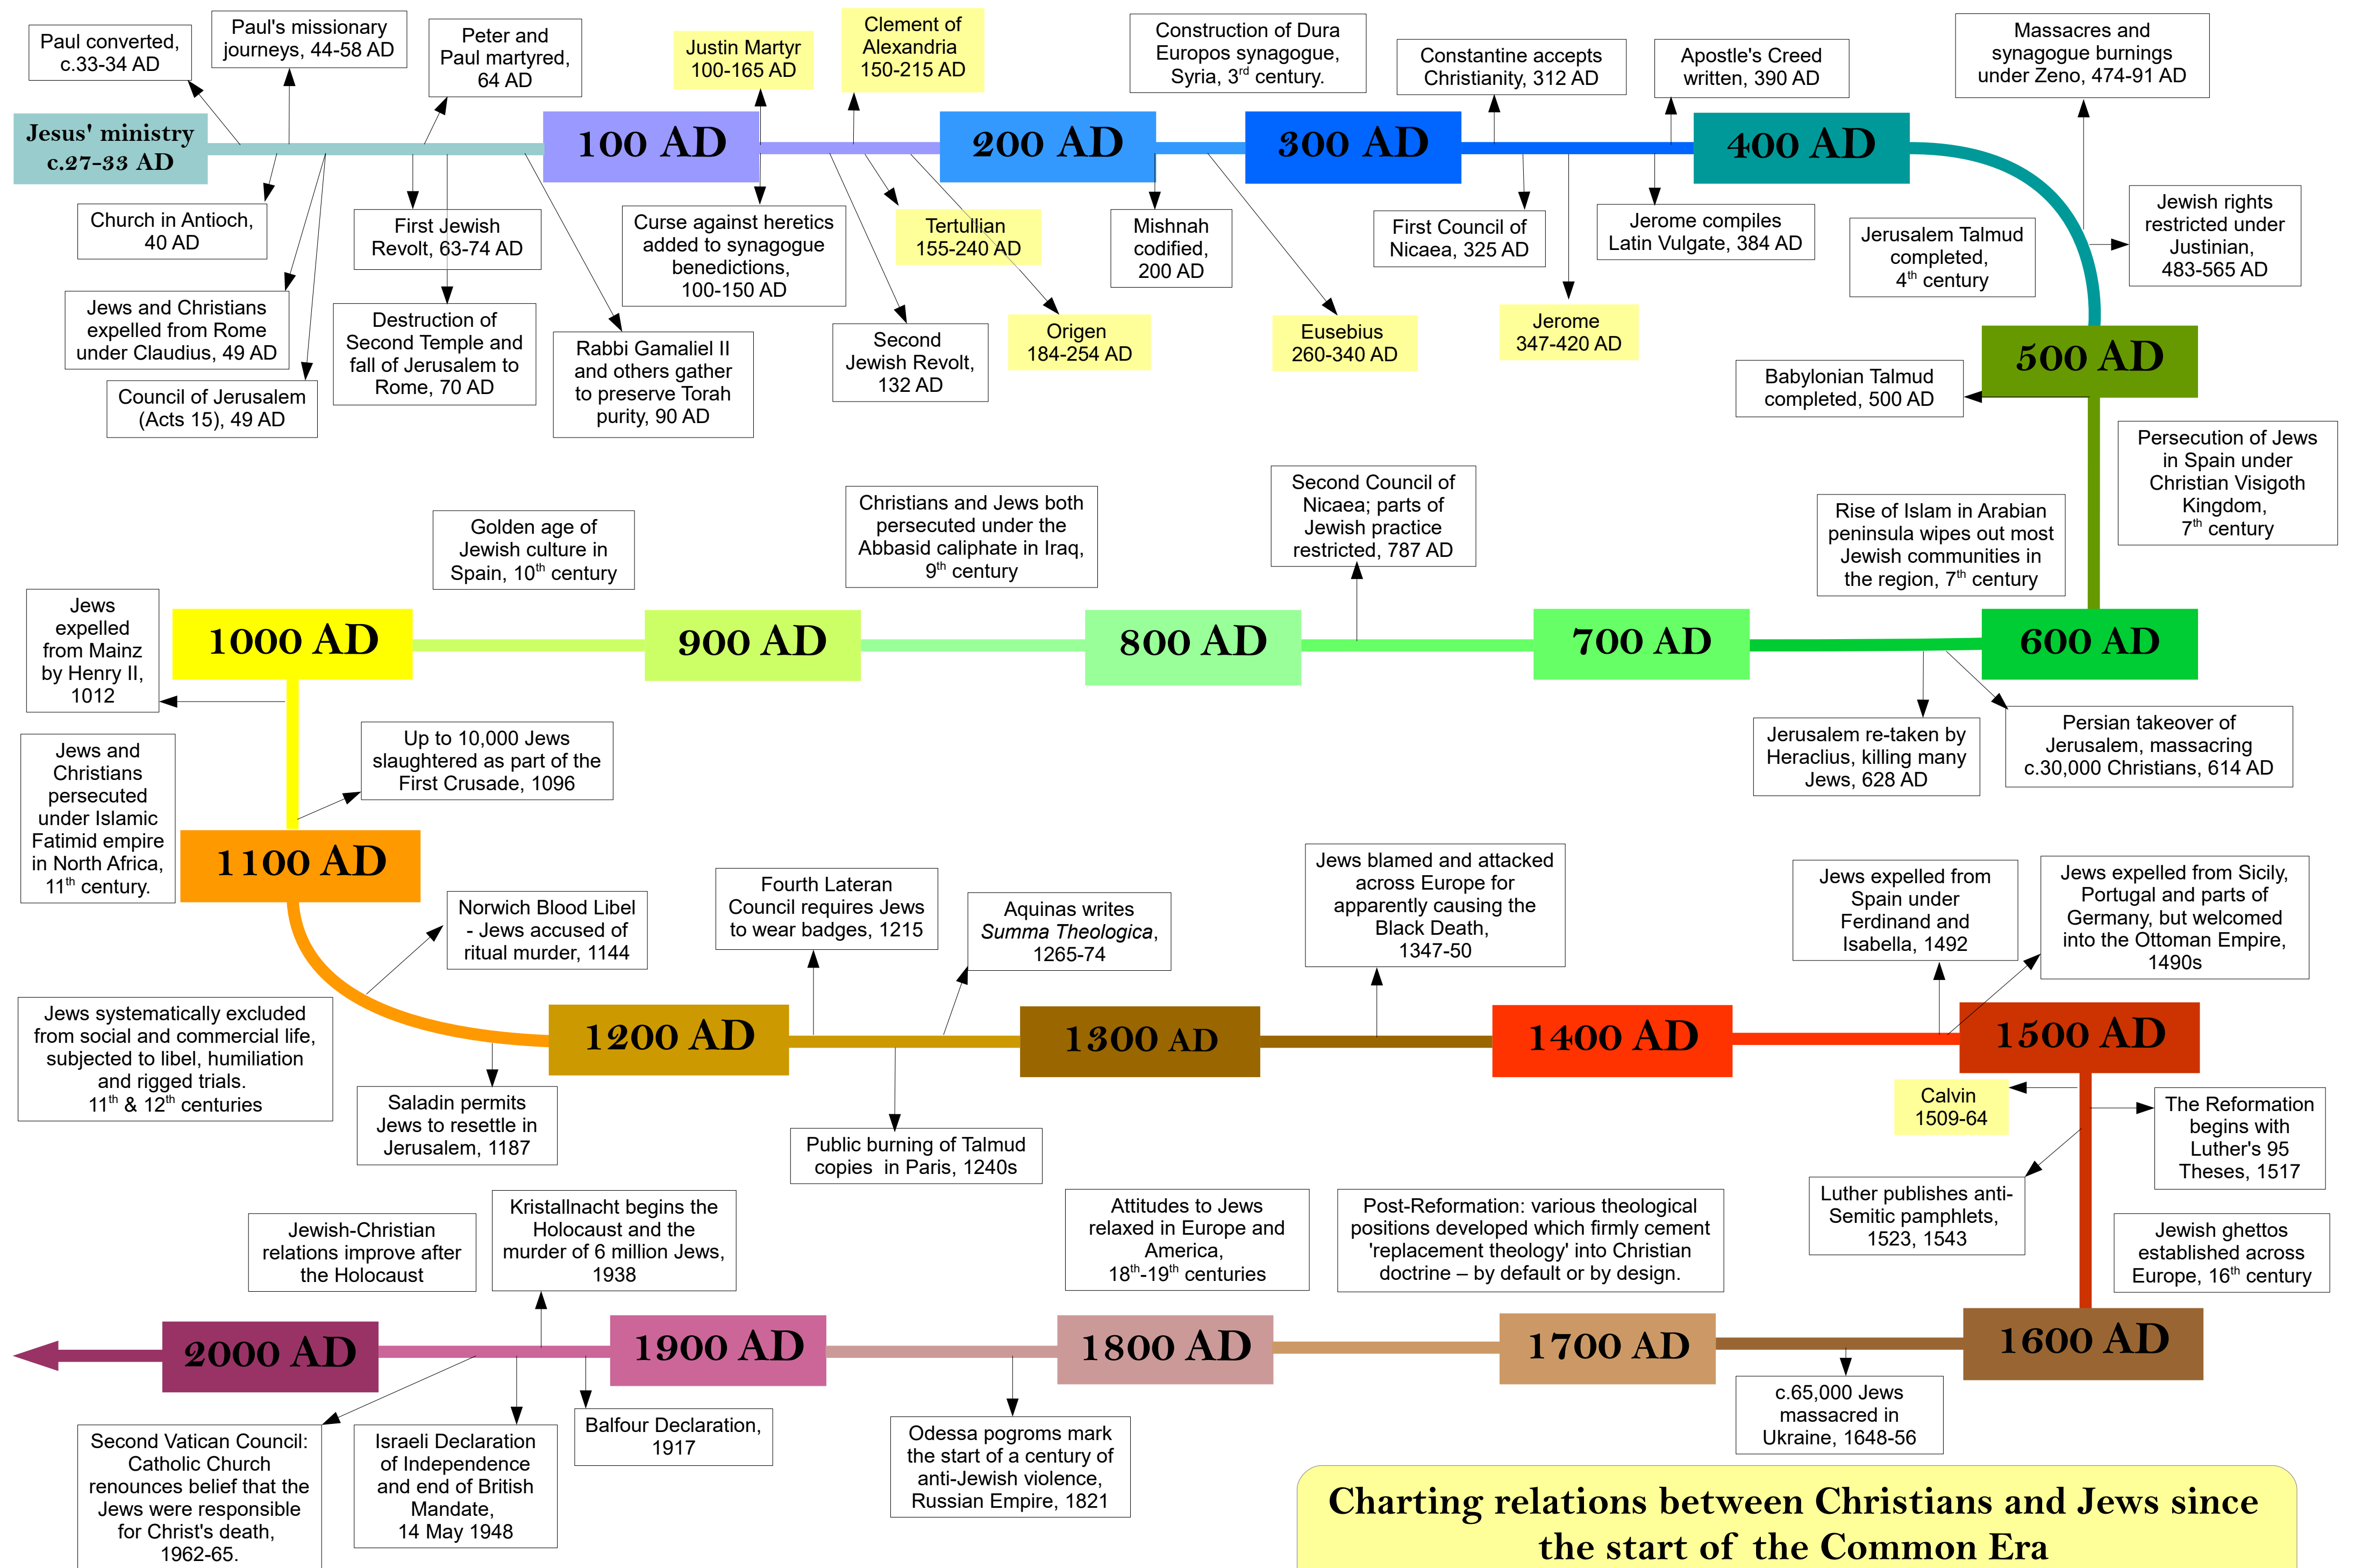 Paul converted,
c.33-34 AD
Paul's missionary
journeys, 44-58 AD
Peter and
Paul martyred,
64 AD
Justin Martyr
100-165 AD
Clement of
Alexandria
150-215 AD
Construction of Dura
Europos synagogue,
Syria, 3rd century.
Constantine accepts
Christianity, 312 AD
Apostle's Creed
written, 390 AD
Massacres and
synagogue burnings
under Zeno, 474-91 AD
Jesus' ministry
c.27-33 AD
100 AD
200 AD
300 AD
400 AD
Church in Antioch,
40 AD
First Jewish
Revolt, 63-74 AD
Curse against heretics
added to synagogue
benedictions,
100-150 AD
Tertullian
155-240 AD
Mishnah
codified,
200 AD
First Council of
Nicaea, 325 AD
Jerome compiles
Latin Vulgate, 384 AD
Jerusalem Talmud
completed,
4th century
Jewish rights
restricted under
Justinian,
483-565 AD
Jews and Christians
expelled from Rome
under Claudius, 49 AD
Destruction of
Second Temple and
fall of Jerusalem to
Rome, 70 AD
Rabbi Gamaliel II
and others gather
to preserve Torah
purity, 90 AD
Second
Jewish Revolt,
132 AD
Origen
184-254 AD
Eusebius
260-340 AD
Jerome
347-420 AD
500 AD
Council of Jerusalem
(Acts 15), 49 AD
Babylonian Talmud
completed, 500 AD
Persecution of Jews
in Spain under
Christian Visigoth
Kingdom,
7th century
Golden age of
Jewish culture in
Spain, 10th century
Christians and Jews both
persecuted under the
Abbasid caliphate in Iraq,
9th century
Second Council of
Nicaea; parts of
Jewish practice
restricted, 787 AD
Rise of Islam in Arabian
peninsula wipes out most
Jewish communities in
the region, 7th century
Jews
expelled
from Mainz
by Henry II,
1012
1000 AD
900 AD
800 AD
700 AD
600 AD
Jews and
Christians
persecuted
under Islamic
Fatimid empire
in North Africa,
11th century.
Up to 10,000 Jews
slaughtered as part of the
First Crusade, 1096
Jerusalem re-taken by
Heraclius, killing many
Jews, 628 AD
Persian takeover of
Jerusalem, massacring
c.30,000 Christians, 614 AD
1100 AD
Norwich Blood Libel
- Jews accused of
ritual murder, 1144
Fourth Lateran
Council requires Jews
to wear badges, 1215
Aquinas writes
Summa Theologica,
1265-74
Jews blamed and attacked
across Europe for
apparently causing the
Black Death,
1347-50
Jews expelled from
Spain under
Ferdinand and
Isabella, 1492
Jews expelled from Sicily,
Portugal and parts of
Germany, but welcomed
into the Ottoman Empire,
1490s
Jews systematically excluded
from social and commercial life,
subjected to libel, humiliation
and rigged trials.
11th & 12th centuries
1200 AD
1300 AD
1400 AD
1500 AD
Saladin permits
Jews to resettle in
Jerusalem, 1187
Public burning of Talmud
copies in Paris, 1240s
Calvin
1509-64
The Reformation
begins with
Luther's 95
Theses, 1517
Luther publishes anti-
Semitic pamphlets,
1523, 1543
Jewish ghettos
established across
Europe, 16th century
Jewish-Christian
relations improve after
the Holocaust
Kristallnacht begins the
Holocaust and the
murder of 6 million Jews,
1938
Attitudes to Jews
relaxed in Europe and
America,
18th-19th centuries
Post-Reformation: various theological
positions developed which firmly cement
'replacement theology' into Christian
doctrine – by default or by design.
2000 AD
1900 AD
1800 AD
1700 AD
1600 AD
Second Vatican Council:
Catholic Church
renounces belief that the
Jews were responsible
for Christ's death,
1962-65.
Israeli Declaration
of Independence
and end of British
Mandate,
14 May 1948
Balfour Declaration,
1917
Odessa pogroms mark
the start of a century of
anti-Jewish violence,
Russian Empire, 1821
c.65,000 Jews
massacred in
Ukraine, 1648-56
Charting relations between Christians and Jews since
the start of the Common Era